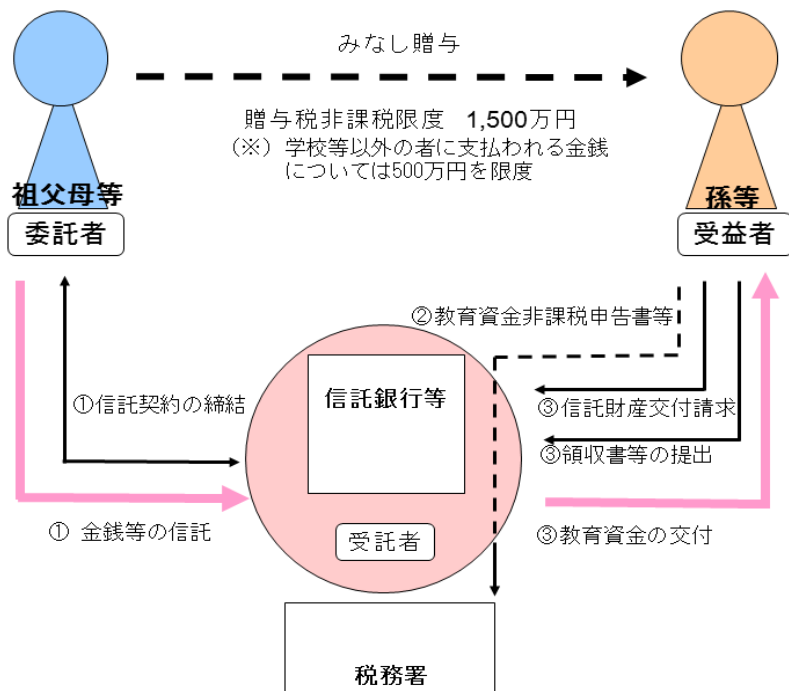 みなし贈与
贈与税非課税限度 1,500万円
(※) 学校等以外の者に支払われる金銭
については500万円を限度
祖父母等
委託者
孫等
受益者
②教育資金非課税申告書等
①信託契約の締結
信託銀行等
③信託財産交付請求
③領収書等の提出
① 金銭等の信託
受託者
③教育資金の交付
税務署